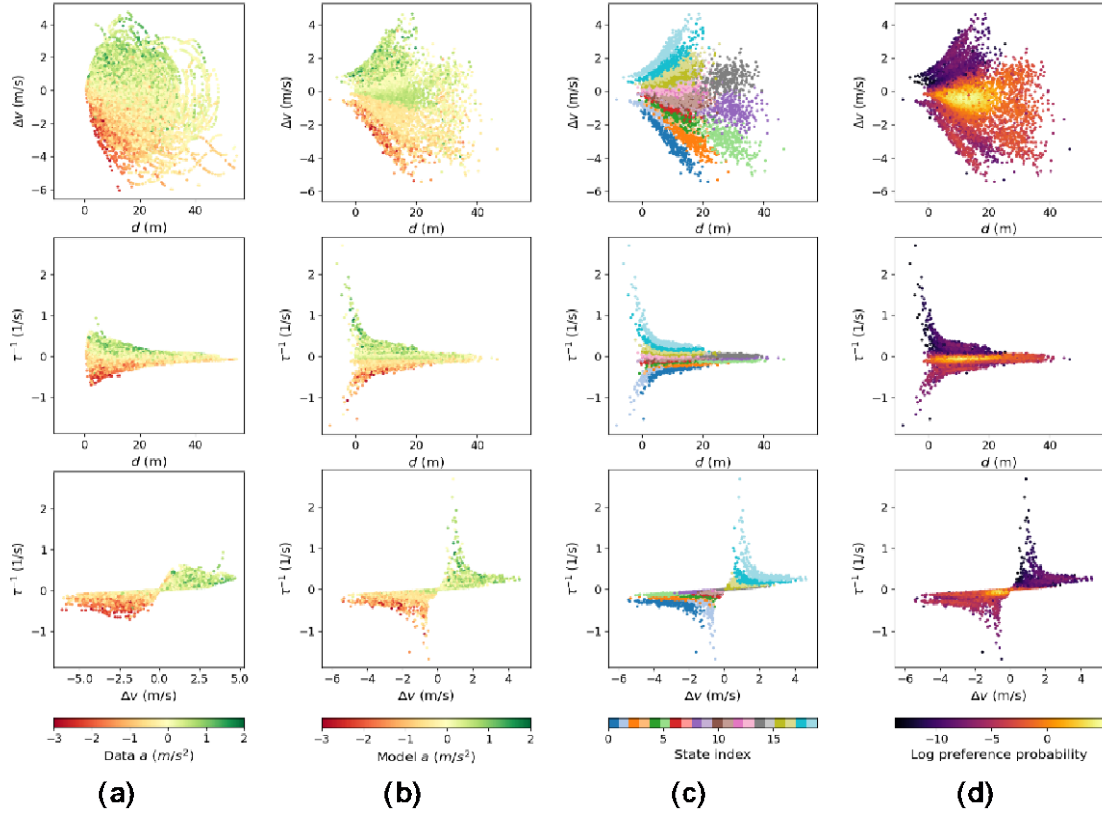 4
2
0
−2
−4
−6
Δv (m/s)
0
20
40
d (m)
4
2
0
−2
−4
−6
Δv (m/s)
0
20
40
d (m)
4
2
0
−2
−4
−6
Δv (m/s)
0
20
40
d (m)
4
2
0
−2
−4
−6
Δv (m/s)
0
20
40
d (m)
2
1
0
−1
τ⁻¹ (1/s)
0
20
40
d (m)
2
1
0
−1
τ⁻¹ (1/s)
0
20
40
d (m)
2
1
0
−1
τ⁻¹ (1/s)
0
20
40
d (m)
2
1
0
−1
τ⁻¹ (1/s)
0
20
40
d (m)
2
1
0
−1
τ⁻¹ (1/s)
−5.0 −2.5 0.0 2.5 5.0
Δv (m/s)
2
1
0
−1
τ⁻¹ (1/s)
−6 −4 −2 0 2 4
Δv (m/s)
2
1
0
−1
τ⁻¹ (1/s)
−6 −4 −2 0 2 4
Δv (m/s)
2
1
0
−1
τ⁻¹ (1/s)
−6 −4 −2 0 2 4
Δv (m/s)
−3 −2 −1 0 1 2
Data a (m/s²)
−3 −2 −1 0 1 2
Model a (m/s²)
0 5 10 15
State index
−10 −5 0
Log preference probability
(a)
(b)
(c)
(d)